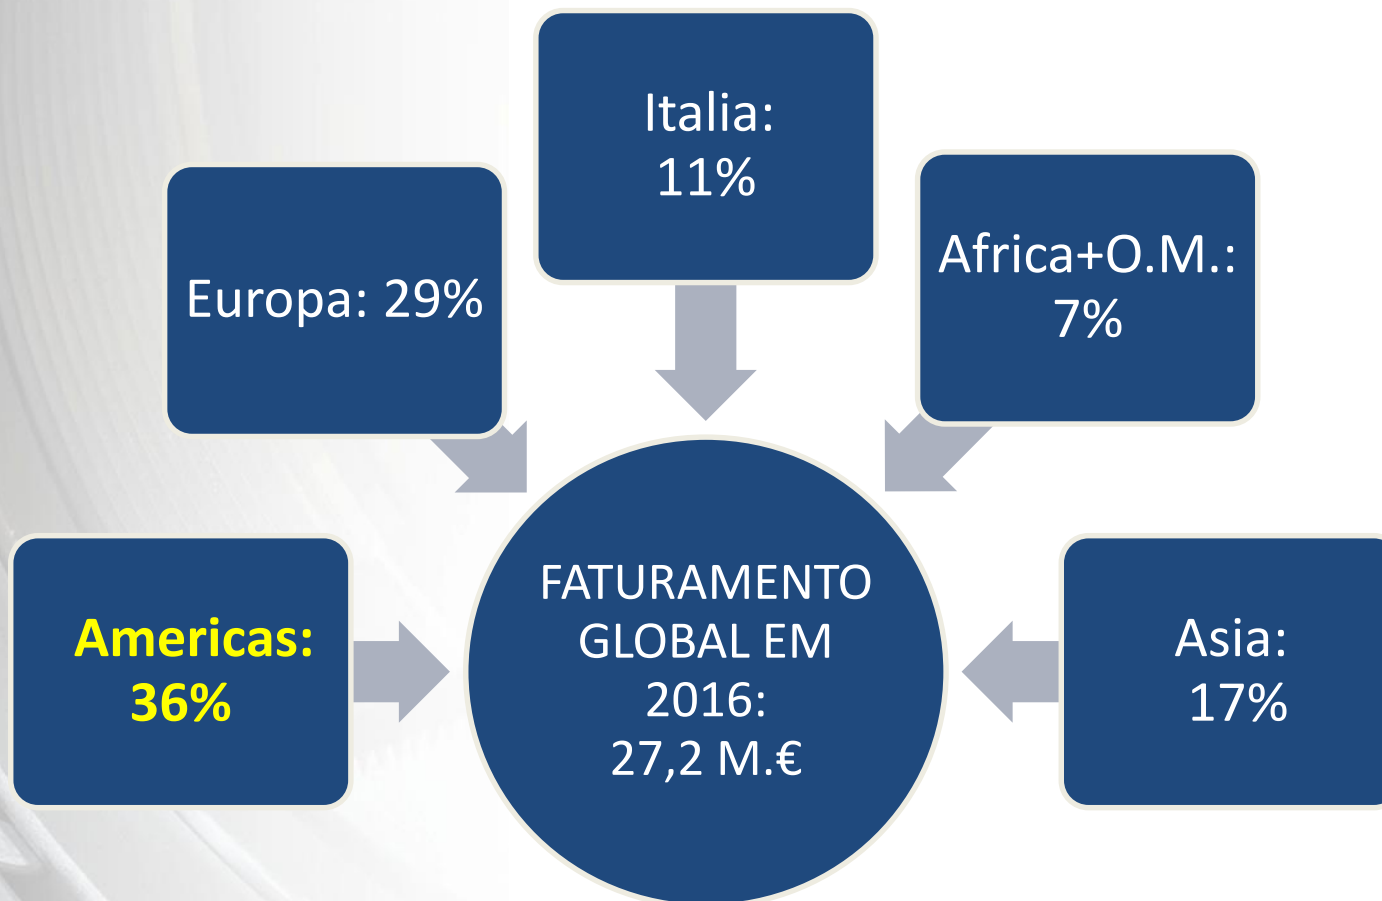 Italia:
11%
Europa: 29%
Africa+O.M.:
7%
Americas:
36%
FATURAMENTO
GLOBAL EM
2016:
27,2 M.€
Asia:
17%